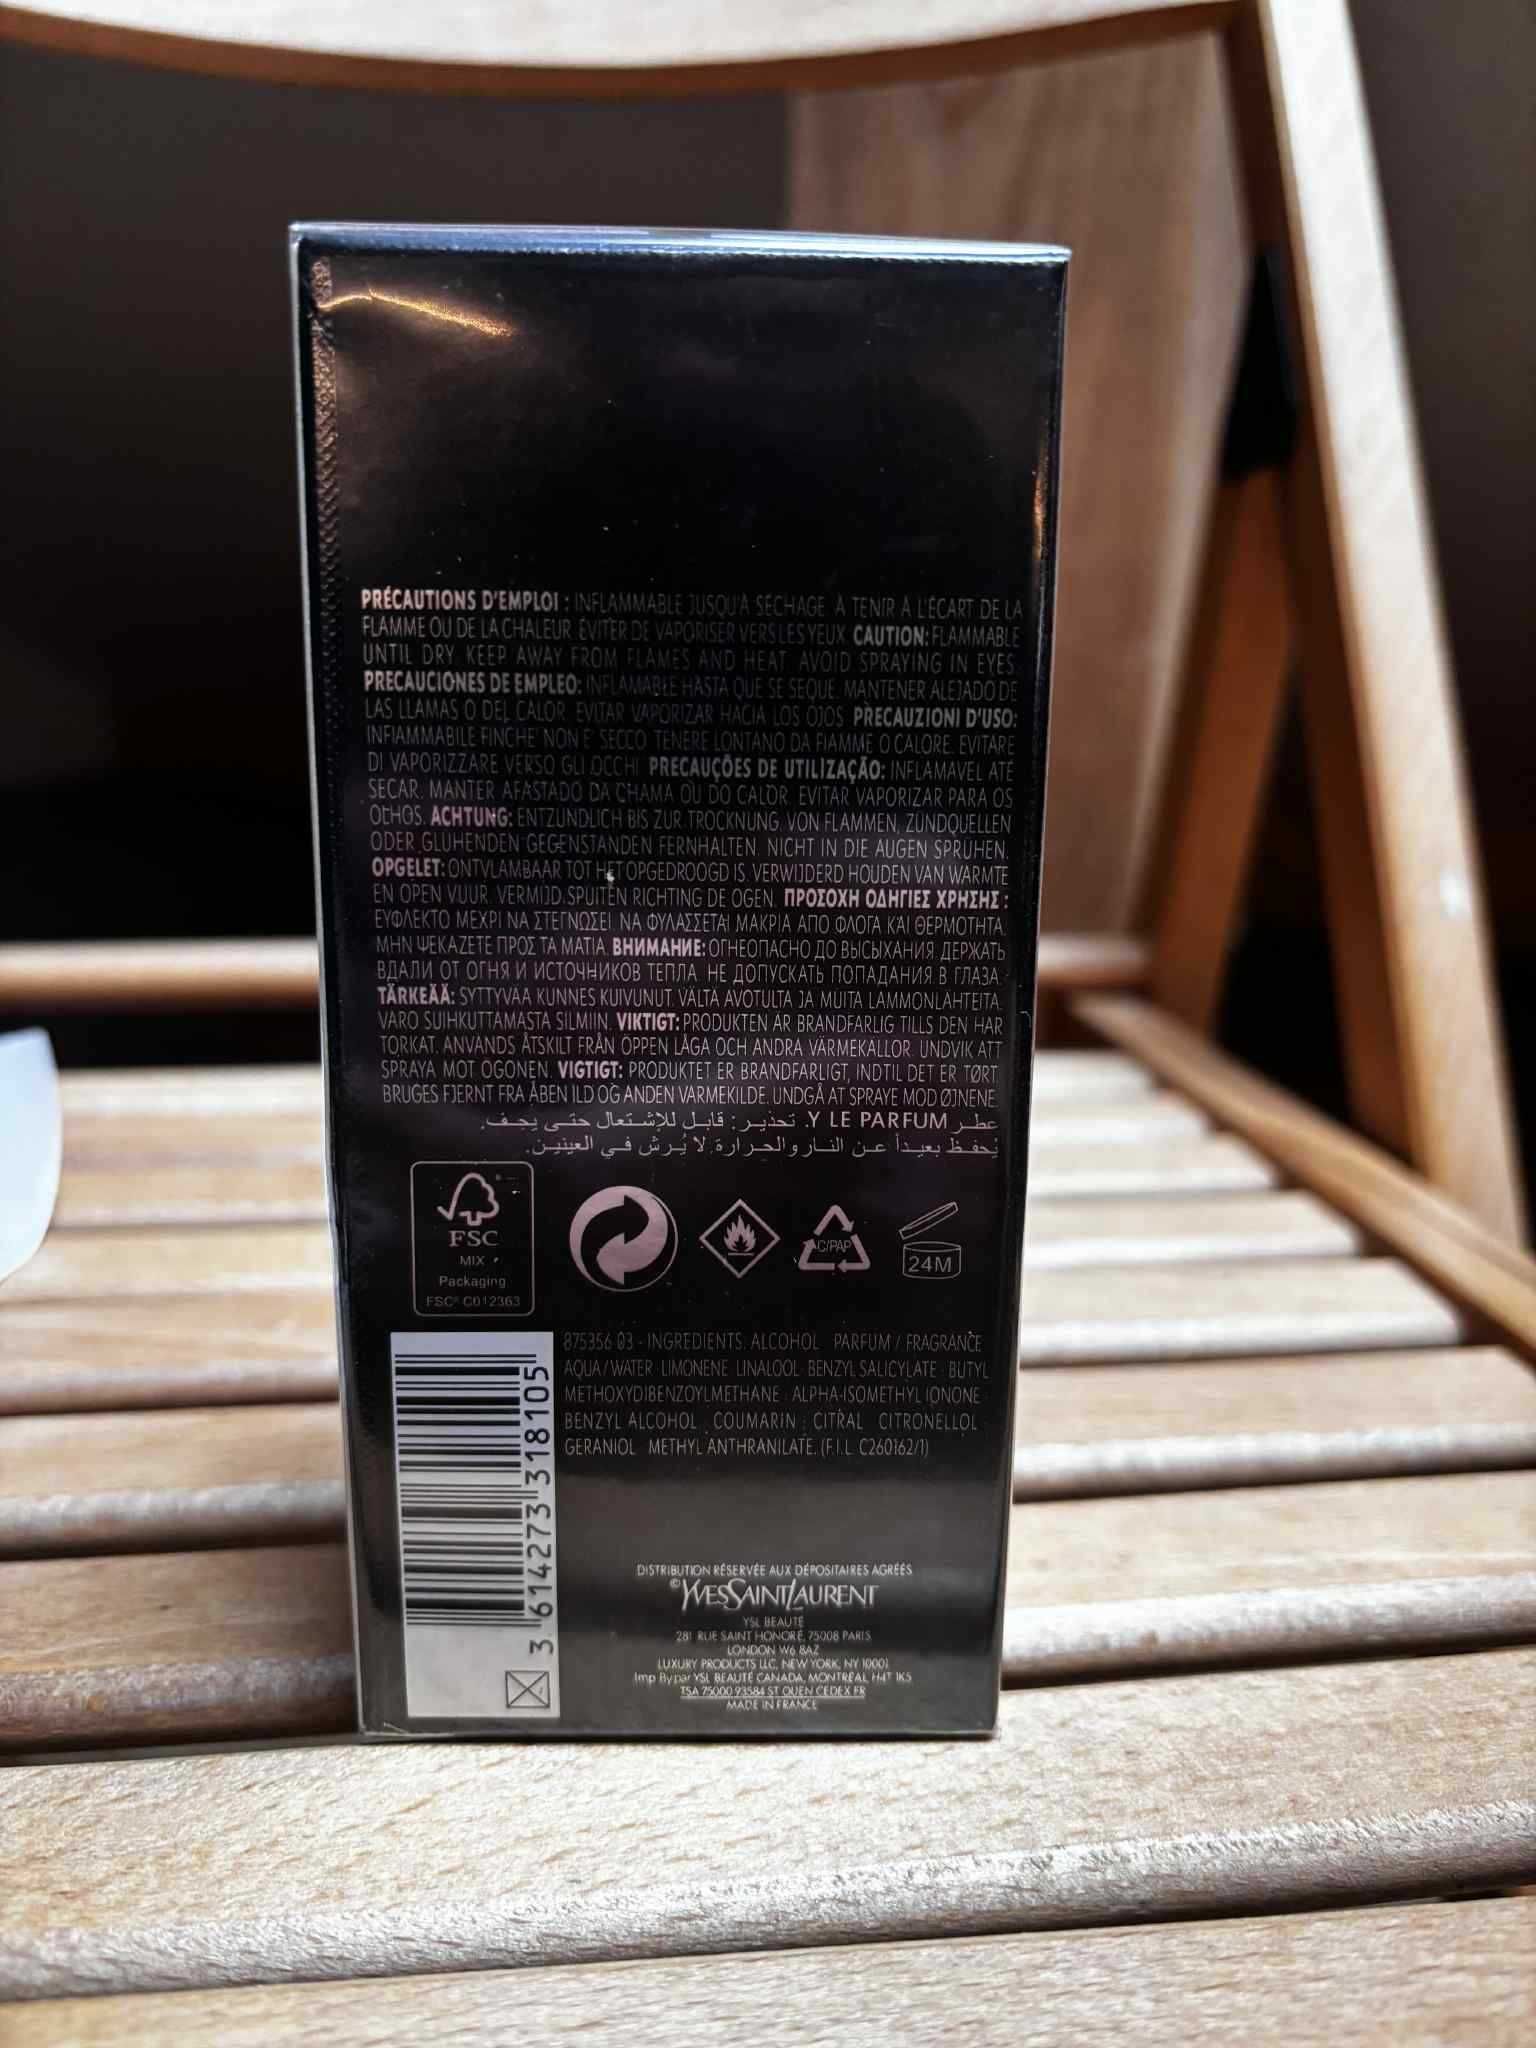 PRÉCAUTIONS D'EMPLOI : INFLAMMABLE JUSQU'A SECHAGE. À TENIR À L'ÉCART DE LA
FLAMME OU DE LA CHALEUR. ÉVITER DE VAPORISER VERS LES YEUX. CAUTION: FLAMMABLE
UNTIL DRY. KEEP AWAY FROM FLAMES AND HEAT. AVOID SPRAYING IN EYES.
PRECAUCIONES DE EMPLEO: INFLAMABLE HASTA QUE SE SEQUE. MANTENER ALEJADO DE
LAS LLAMAS O DEL CALOR. EVITAR VAPORIZAR HACIA LOS OJOS. PRECAUZIONI D'USO:
INFIAMMABILE FINCHE' NON E' SECCO. TENERE LONTANO DA FIAMME O CALORE. EVITARE
DI VAPORIZZARE VERSO GLI OCCHI. PRECAUÇÕES DE UTILIZAÇÃO: INFLAMAVEL ATÉ
SECAR. MANTER AFASTADO DA CHAMA OU DO CALOR. EVITAR VAPORIZAR PARA OS
OLHOS. ACHTUNG: ENTZÜNDLICH BIS ZUR TROCKNUNG. VON FLAMMEN, ZÜNDQUELLEN
ODER GLÜHENDEN GEGENSTÄNDEN FERNHALTEN. NICHT IN DIE AUGEN SPRÜHEN.
OPGELET: ONTVLAMBAAR TOT HET OPGEDROOGD IS. VERWIJDERD HOUDEN VAN WARMTE
EN OPEN VUUR. VERMIJD SPUITEN RICHTING DE OGEN. ΠΡΟΣΟΧΗ ΟΔΗΓΙΕΣ ΧΡΗΣΗΣ :
ΕΥΦΛΕΚΤΟ ΜΕΧΡΙ ΝΑ ΣΤΕΓΝΩΣΕΙ. ΝΑ ΦΥΛΑΣΣΕΤΑΙ ΜΑΚΡΙΑ ΑΠΟ ΦΛΟΓΑ ΚΑΙ ΘΕΡΜΟΤΗΤΑ.
ΜΗΝ ΨΕΚΑΖΕΤΕ ΠΡΟΣ ΤΑ ΜΑΤΙΑ. ВНИМАНИЕ: ОГНЕОПАСНО ДО ВЫСЫХАНИЯ. ДЕРЖАТЬ
ВДАЛИ ОТ ОГНЯ И ИСТОЧНИКОВ ТЕПЛА. НЕ ДОПУСКАТЬ ПОПАДАНИЯ В ГЛАЗА.
TÄRKEÄÄ: SYTTYVÄÄ KUNNES KUIVUNUT. VÄLTÄ AVOTULTA JA MUITA LÄMMÖNLÄHTEITÄ.
VARO SUIHKUTTAMASTA SILMIIN. VIKTIGT: PRODUKTEN ÄR BRANDFARLIG TILLS DEN HAR
TORKAT. ANVÄNDS ÅTSKILT FRÅN ÖPPEN LÅGA OCH ANDRA VÄRMEKÄLLOR. UNDVIK ATT
SPRAYA MOT ÖGONEN. VIGTIGT: PRODUKTET ER BRANDFARLIGT, INDTIL DET ER TØRT.
BRUGES FJERNT FRA ÅBEN ILD OG ANDEN VARMEKILDE. UNDGÅ AT SPRAYE MOD ØJNENE.
عطر Y LE PARFUM. تحذير: قابل للإشتعال حتى يجف.
يُحفظ بعيداً عن النار والحرارة. لا يُرش في العينين.
FSC
MIX
Packaging
FSC® C012363
C/PAP
24M
875356 03 - INGREDIENTS: ALCOHOL · PARFUM / FRAGRANCE
AQUA / WATER · LIMONENE · LINALOOL · BENZYL SALICYLATE · BUTYL
METHOXYDIBENZOYLMETHANE · ALPHA-ISOMETHYL IONONE ·
BENZYL ALCOHOL · COUMARIN · CITRAL · CITRONELLOL ·
GERANIOL · METHYL ANTHRANILATE. (F.I.L. C260162/1)
3 614273 318105
DISTRIBUTION RÉSERVÉE AUX DÉPOSITAIRES AGRÉÉS
©YVESSAINTLAURENT
YSL BEAUTÉ
281 RUE SAINT HONORÉ, 75008 PARIS
LONDON W6 8AZ
LUXURY PRODUCTS LLC, NEW YORK, NY 10001
Imp By par YSL BEAUTÉ CANADA, MONTRÉAL H4T 1K5
TSA 75000 93584 ST OUEN CEDEX FR
MADE IN FRANCE